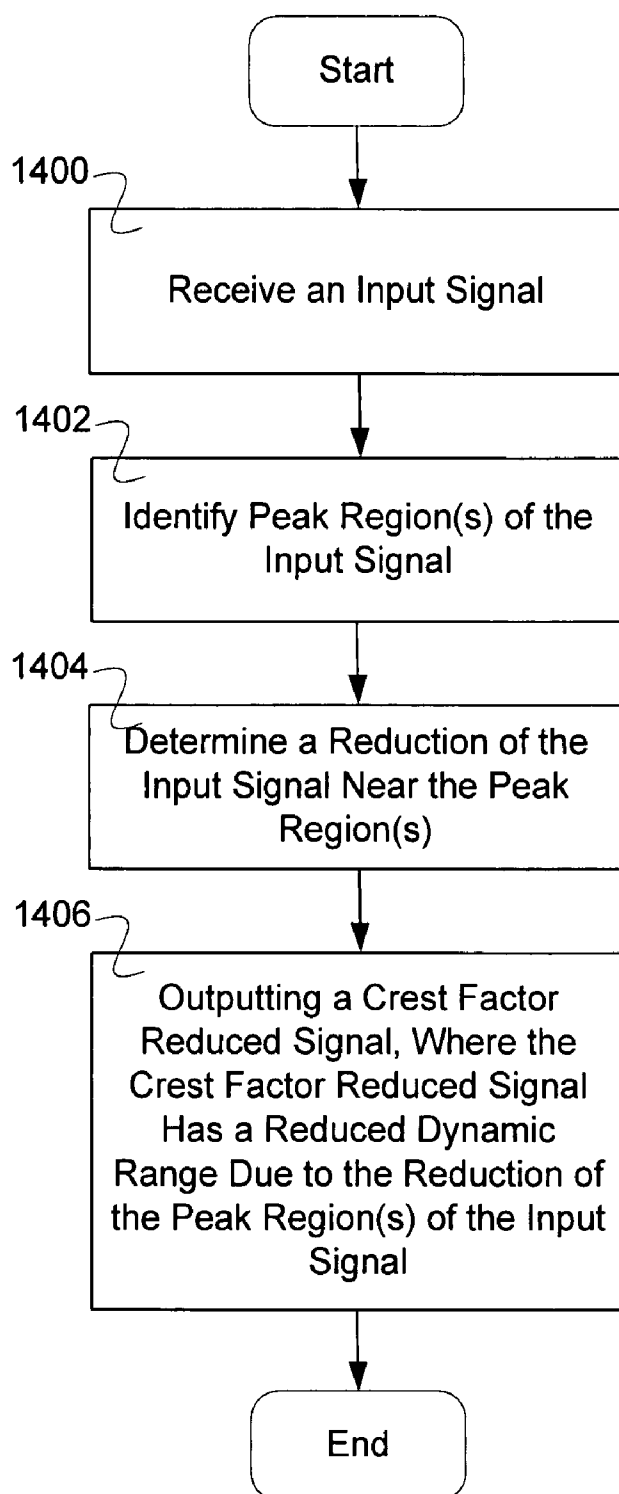 Start
1400
Receive an Input Signal
1402
Identify Peak Region(s) of the
Input Signal
1404
Determine a Reduction of the
Input Signal Near the Peak
Region(s)
1406
Outputting a Crest Factor
Reduced Signal, Where the
Crest Factor Reduced Signal
Has a Reduced Dynamic
Range Due to the Reduction of
the Peak Region(s) of the Input
Signal
End